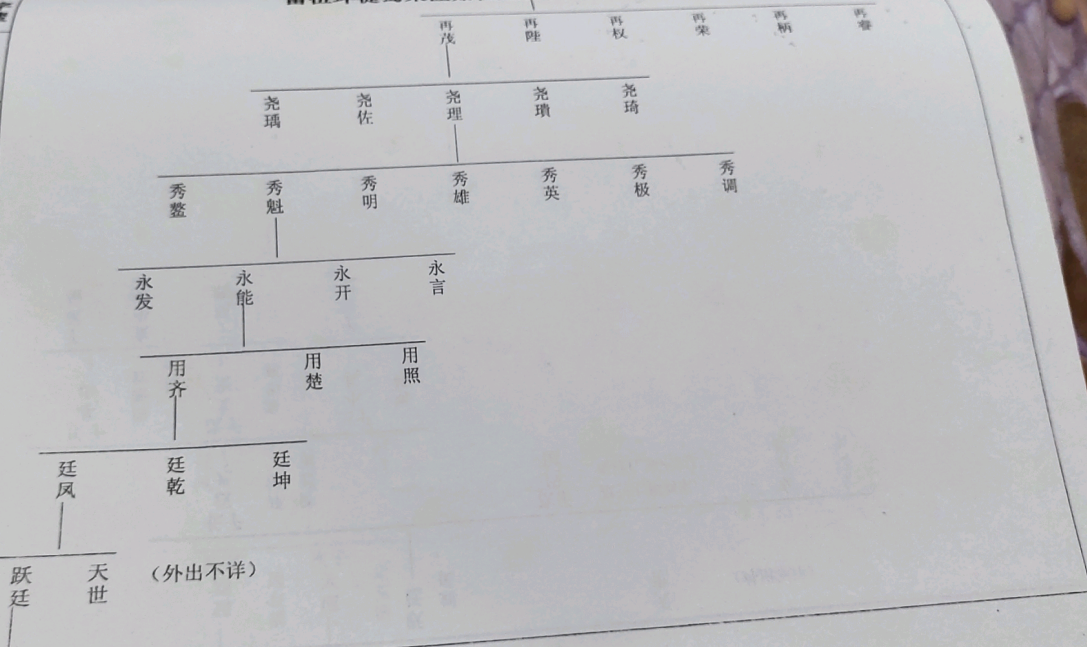 再茂 再陛 再权 再荣 再柄 再睿
尧瑀 尧佐 尧理 尧璜 尧琦
秀鳌 秀魁 秀明 秀雄 秀英 秀极 秀调
永发 永能 永开 永言
用齐 用楚 用照
廷凤 廷乾 廷坤
跃廷 天世 （外出不详）